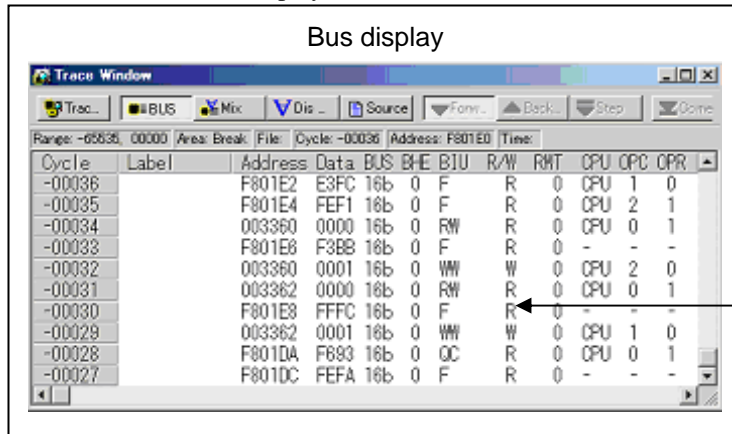 Bus display
Trace Window
Trac... BUS Mix Dis ... Source Forw.. Back.. Step Come
Range: -65535, 00000 Area: Break File: Cycle: -00036 Address: F801E0 Time:
Cycle Label Address Data BUS BHE BIU R/W RWT CPU OPC OPR
-00036 F801E2 E3FC 16b 0 F R 0 CPU 1 0
-00035 F801E4 FEF1 16b 0 F R 0 CPU 2 1
-00034 003360 0000 16b 0 RW R 0 CPU 0 1
-00033 F801E6 F3BB 16b 0 F R 0 - - -
-00032 003360 0001 16b 0 WW W 0 CPU 2 0
-00031 003362 0000 16b 0 RW R 0 CPU 0 1
-00030 F801E8 FFFC 16b 0 F R 0 - - -
-00029 003362 0001 16b 0 WW W 0 CPU 1 0
-00028 F801DA F693 16b 0 QC R 0 CPU 0 1
-00027 F801DC FEFA 16b 0 F R 0 - - -